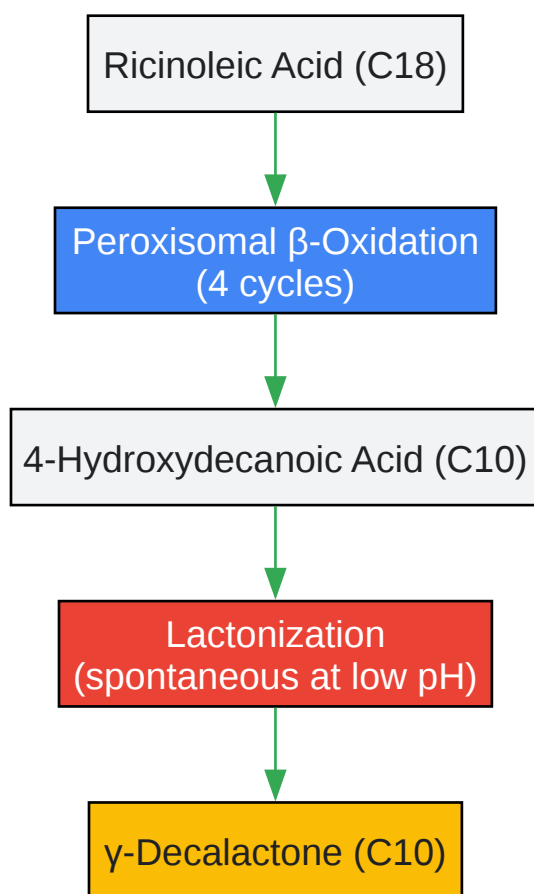 Ricinoleic Acid (C18)
Peroxisomal β-Oxidation
(4 cycles)
4-Hydroxydecanoic Acid (C10)
Lactonization
(spontaneous at low pH)
γ-Decalactone (C10)